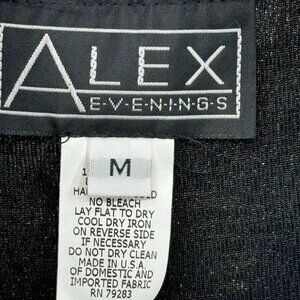 ALEX
E·V·E·N·I·N·G·S
M
NO BLEACH
LAY FLAT TO DRY
COOL DRY IRON
ON REVERSE SIDE
IF NECESSARY
DO NOT DRY CLEAN
MADE IN U.S.A.
OF DOMESTIC AND
IMPORTED FABRIC
RN 79283